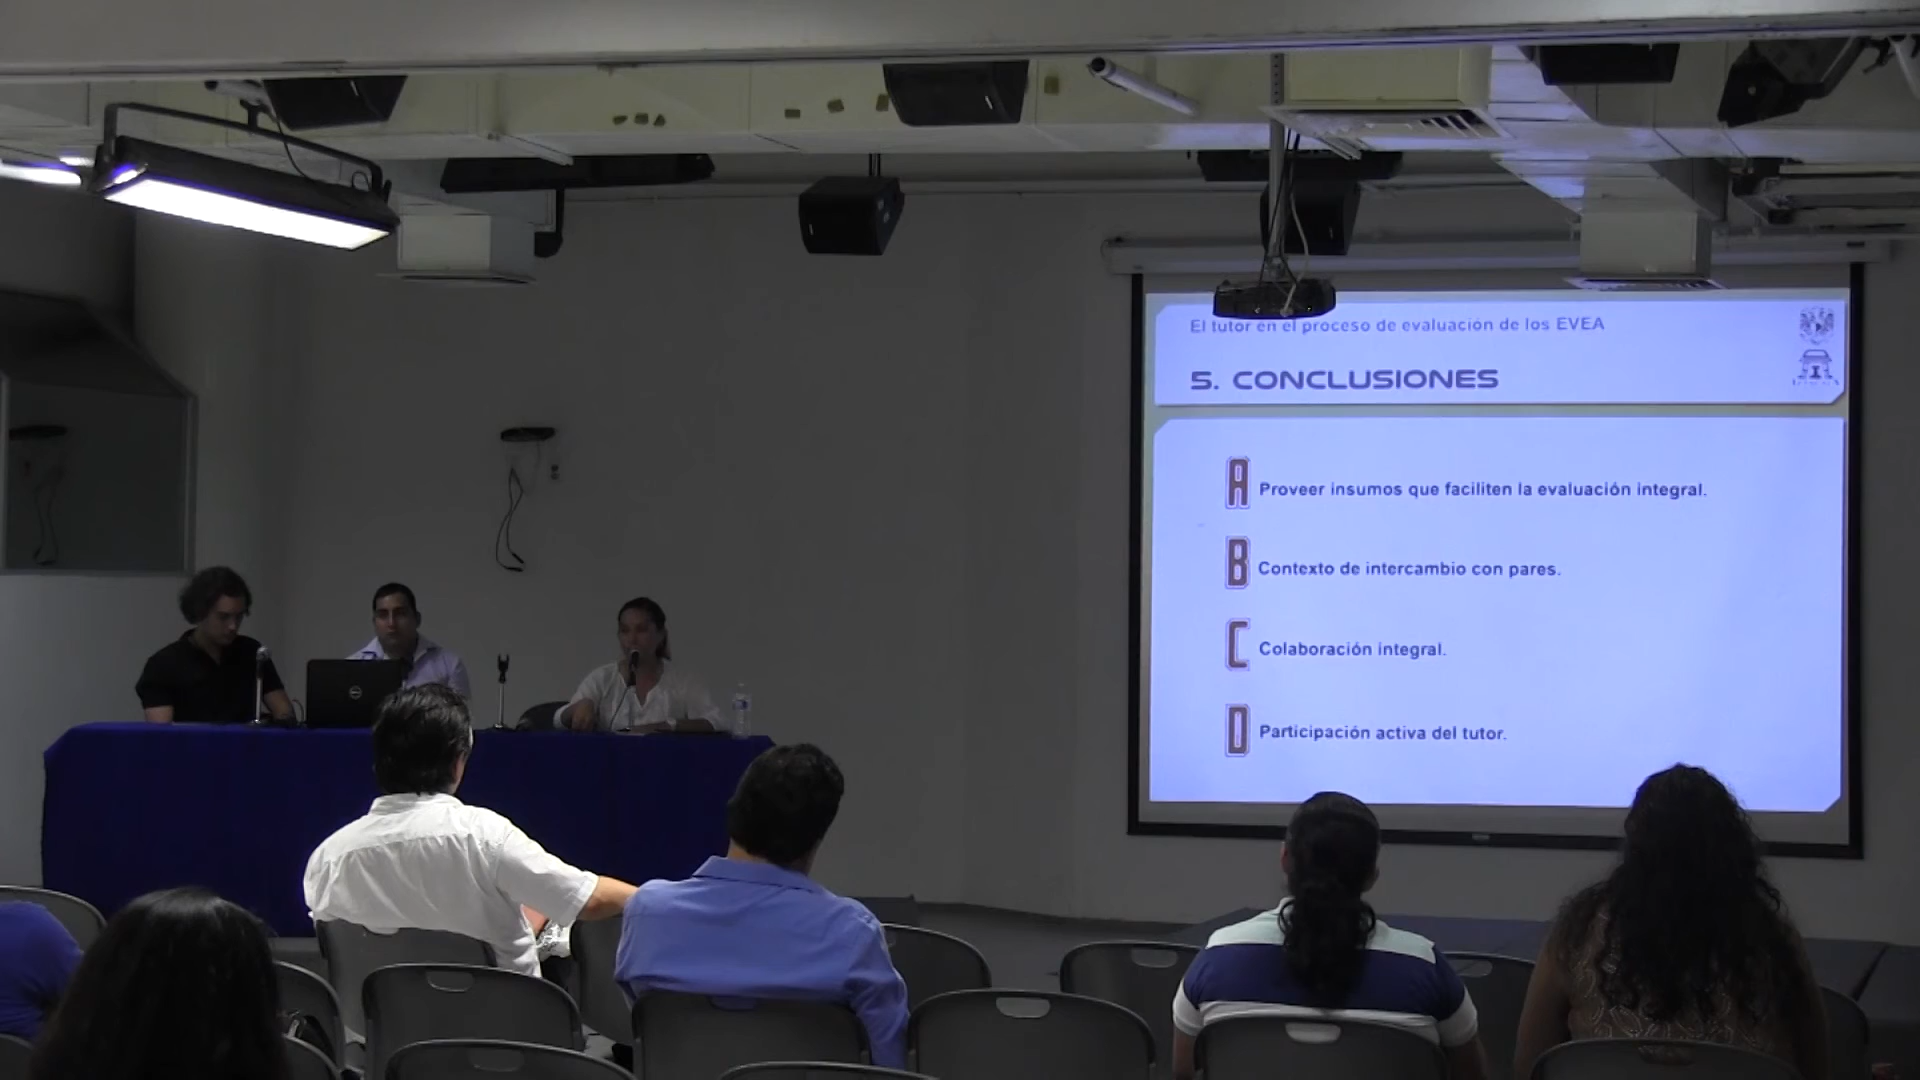 El tutor en el proceso de evaluación de los EVEA
5. CONCLUSIONES
A Proveer insumos que faciliten la evaluación integral.
B Contexto de intercambio con pares.
C Colaboración integral.
D Participación activa del tutor.